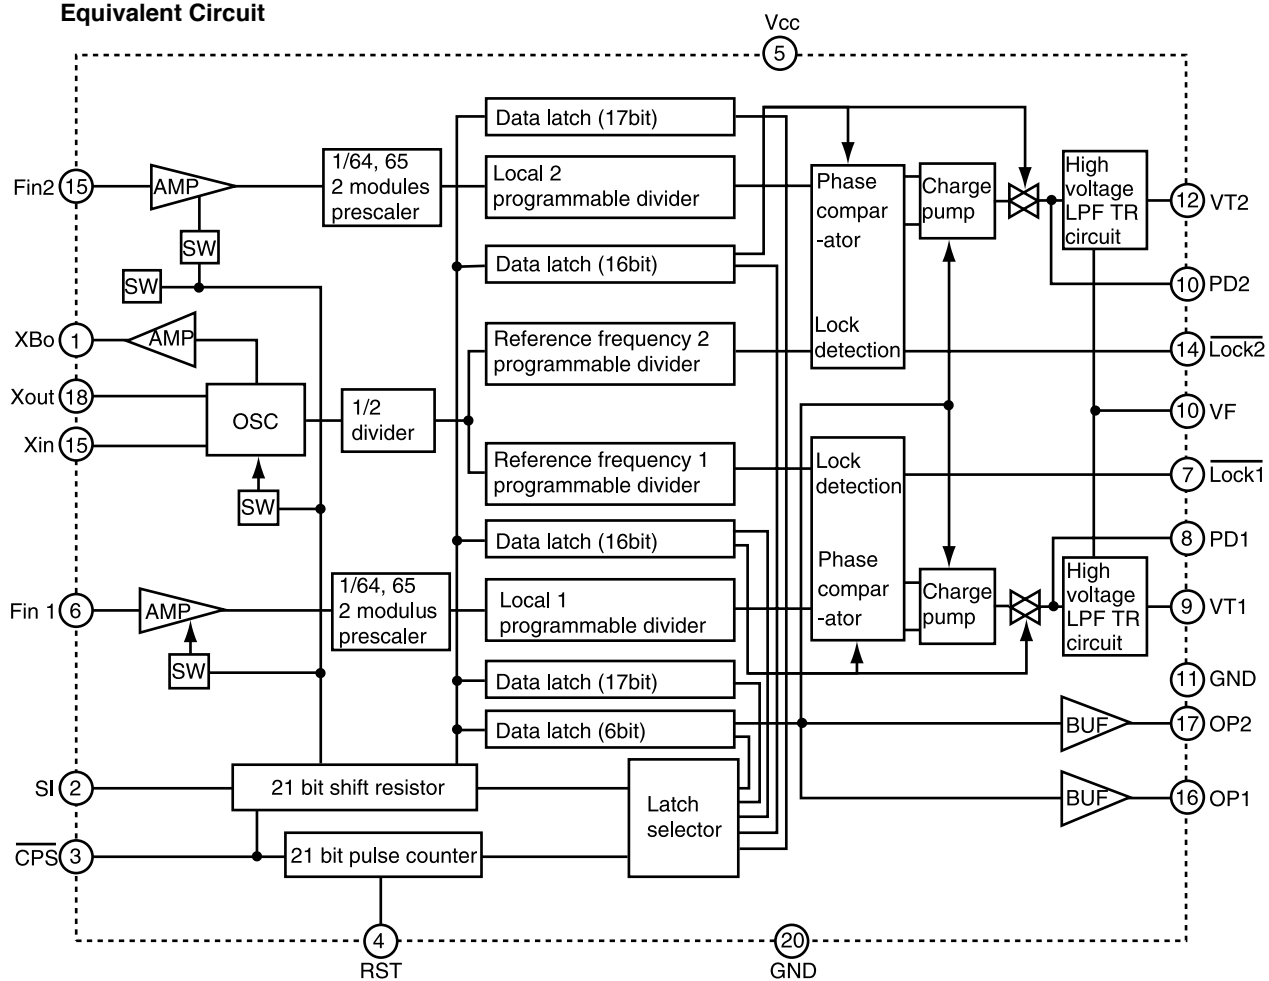 Equivalent Circuit
Vcc
5
Fin2 15
AMP
1/64, 65
2 modules
prescaler
Data latch (17bit)
Local 2
programmable divider
Phase
compar
-ator
Lock
detection
Charge
pump
High
voltage
LPF TR
circuit
12 VT2
SW
SW
Data latch (16bit)
10 PD2
XBo 1
AMP
Reference frequency 2
programmable divider
14 Lock2
Xout 18
OSC
1/2
divider
10 VF
Xin 15
Reference frequency 1
programmable divider
Lock
detection
7 Lock1
SW
Data latch (16bit)
Phase
compar
-ator
8 PD1
Fin 1 6
AMP
1/64, 65
2 modulus
prescaler
Local 1
programmable divider
Charge
pump
High
voltage
LPF TR
circuit
9 VT1
SW
Data latch (17bit)
11 GND
Data latch (6bit)
BUF
17 OP2
SI 2
21 bit shift resistor
Latch
selector
BUF
16 OP1
CPS 3
21 bit pulse counter
4
RST
20
GND